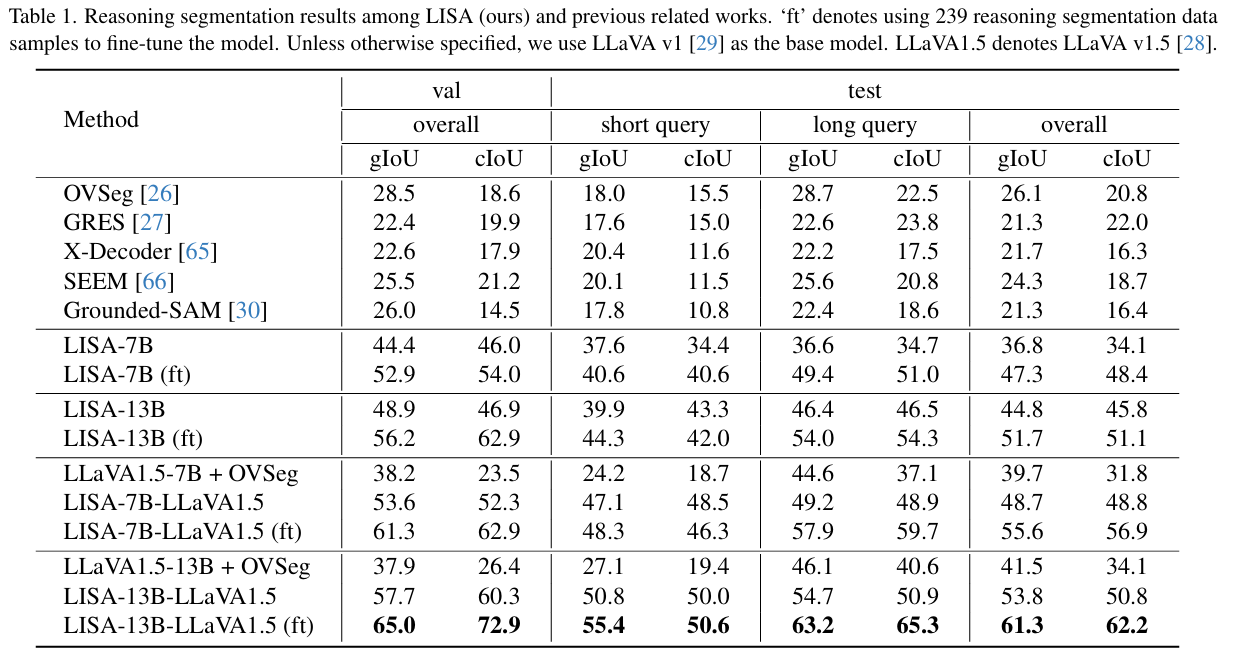 Table 1. Reasoning segmentation results among LISA (ours) and previous related works. ‘ft’ denotes using 239 reasoning segmentation data
samples to fine-tune the model. Unless otherwise specified, we use LLaVA v1 [29] as the base model. LLaVA1.5 denotes LLaVA v1.5 [28].
Method val test
overall short query long query overall
gIoU cIoU gIoU cIoU gIoU cIoU gIoU cIoU
OVSeg [26] 28.5 18.6 18.0 15.5 28.7 22.5 26.1 20.8
GRES [27] 22.4 19.9 17.6 15.0 22.6 23.8 21.3 22.0
X-Decoder [65] 22.6 17.9 20.4 11.6 22.2 17.5 21.7 16.3
SEEM [66] 25.5 21.2 20.1 11.5 25.6 20.8 24.3 18.7
Grounded-SAM [30] 26.0 14.5 17.8 10.8 22.4 18.6 21.3 16.4
LISA-7B 44.4 46.0 37.6 34.4 36.6 34.7 36.8 34.1
LISA-7B (ft) 52.9 54.0 40.6 40.6 49.4 51.0 47.3 48.4
LISA-13B 48.9 46.9 39.9 43.3 46.4 46.5 44.8 45.8
LISA-13B (ft) 56.2 62.9 44.3 42.0 54.0 54.3 51.7 51.1
LLaVA1.5-7B + OVSeg 38.2 23.5 24.2 18.7 44.6 37.1 39.7 31.8
LISA-7B-LLaVA1.5 53.6 52.3 47.1 48.5 49.2 48.9 48.7 48.8
LISA-7B-LLaVA1.5 (ft) 61.3 62.9 48.3 46.3 57.9 59.7 55.6 56.9
LLaVA1.5-13B + OVSeg 37.9 26.4 27.1 19.4 46.1 40.6 41.5 34.1
LISA-13B-LLaVA1.5 57.7 60.3 50.8 50.0 54.7 50.9 53.8 50.8
LISA-13B-LLaVA1.5 (ft) 65.0 72.9 55.4 50.6 63.2 65.3 61.3 62.2